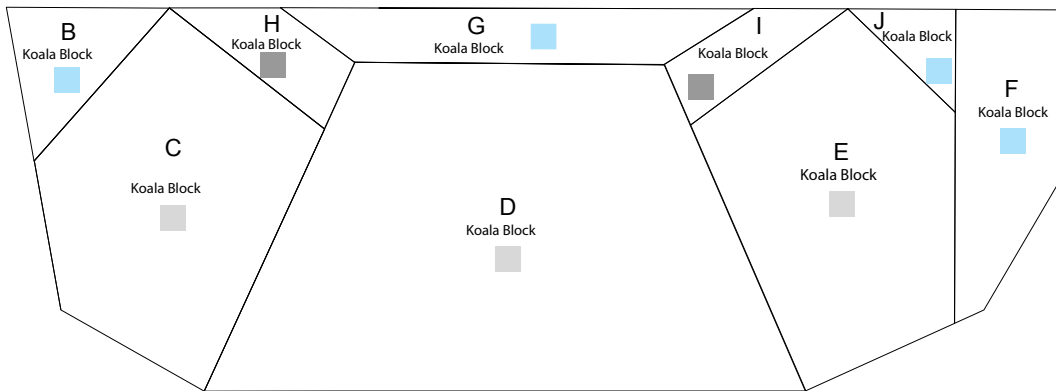 B
Koala Block
H
Koala Block
G
Koala Block
I
Koala Block
J
Koala Block
F
Koala Block
C
Koala Block
E
Koala Block
D
Koala Block